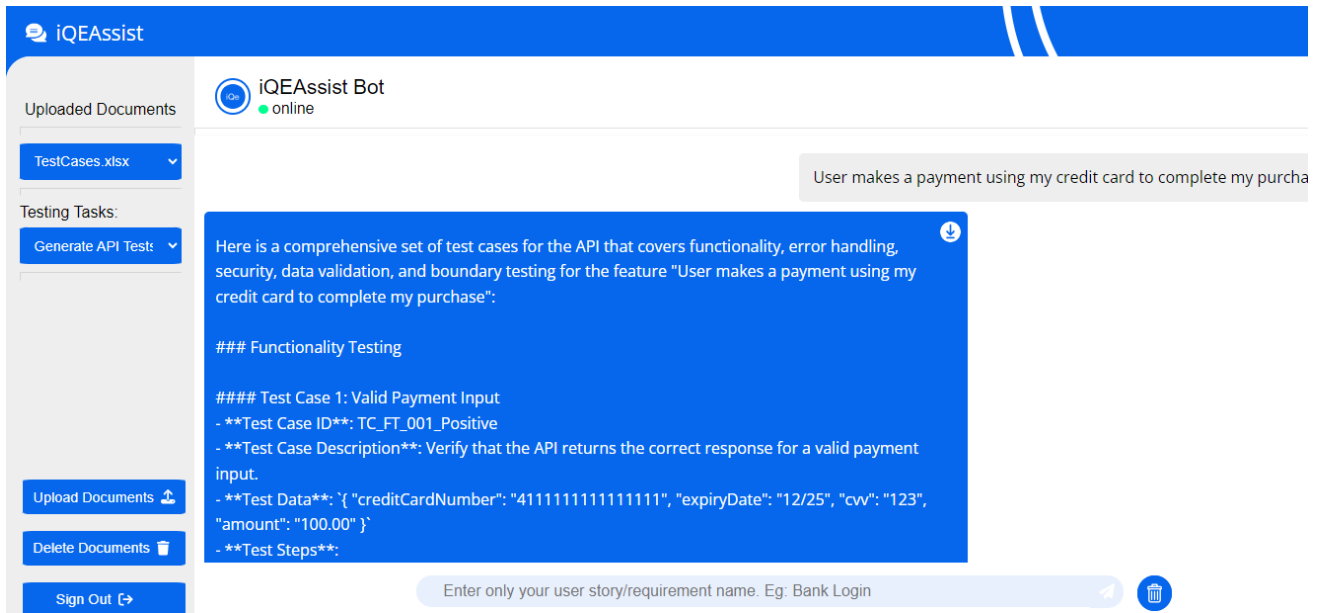 iQEAssist
Uploaded Documents
TestCases.xlsx
Testing Tasks:
Generate API Tests
Upload Documents
Delete Documents
Sign Out
iQe
iQEAssist Bot
online
User makes a payment using my credit card to complete my purcha
Here is a comprehensive set of test cases for the API that covers functionality, error handling,
security, data validation, and boundary testing for the feature "User makes a payment using my
credit card to complete my purchase":
### Functionality Testing
#### Test Case 1: Valid Payment Input
- **Test Case ID**: TC_FT_001_Positive
- **Test Case Description**: Verify that the API returns the correct response for a valid payment
input.
- **Test Data**: `{ "creditCardNumber": "4111111111111111", "expiryDate": "12/25", "cvv": "123",
"amount": "100.00" }`
- **Test Steps**:
Enter only your user story/requirement name. Eg: Bank Login